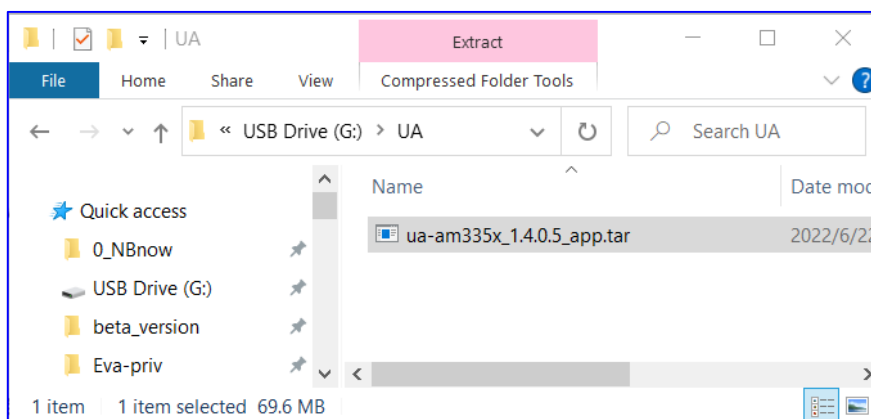 UA
Extract
File
Home
Share
View
Compressed Folder Tools
?
« USB Drive (G:) > UA
Search UA
Quick access
0_NBnow
USB Drive (G:)
beta_version
Eva-priv
Name
Date mod
ua-am335x_1.4.0.5_app.tar
2022/6/22
1 item
1 item selected 69.6 MB